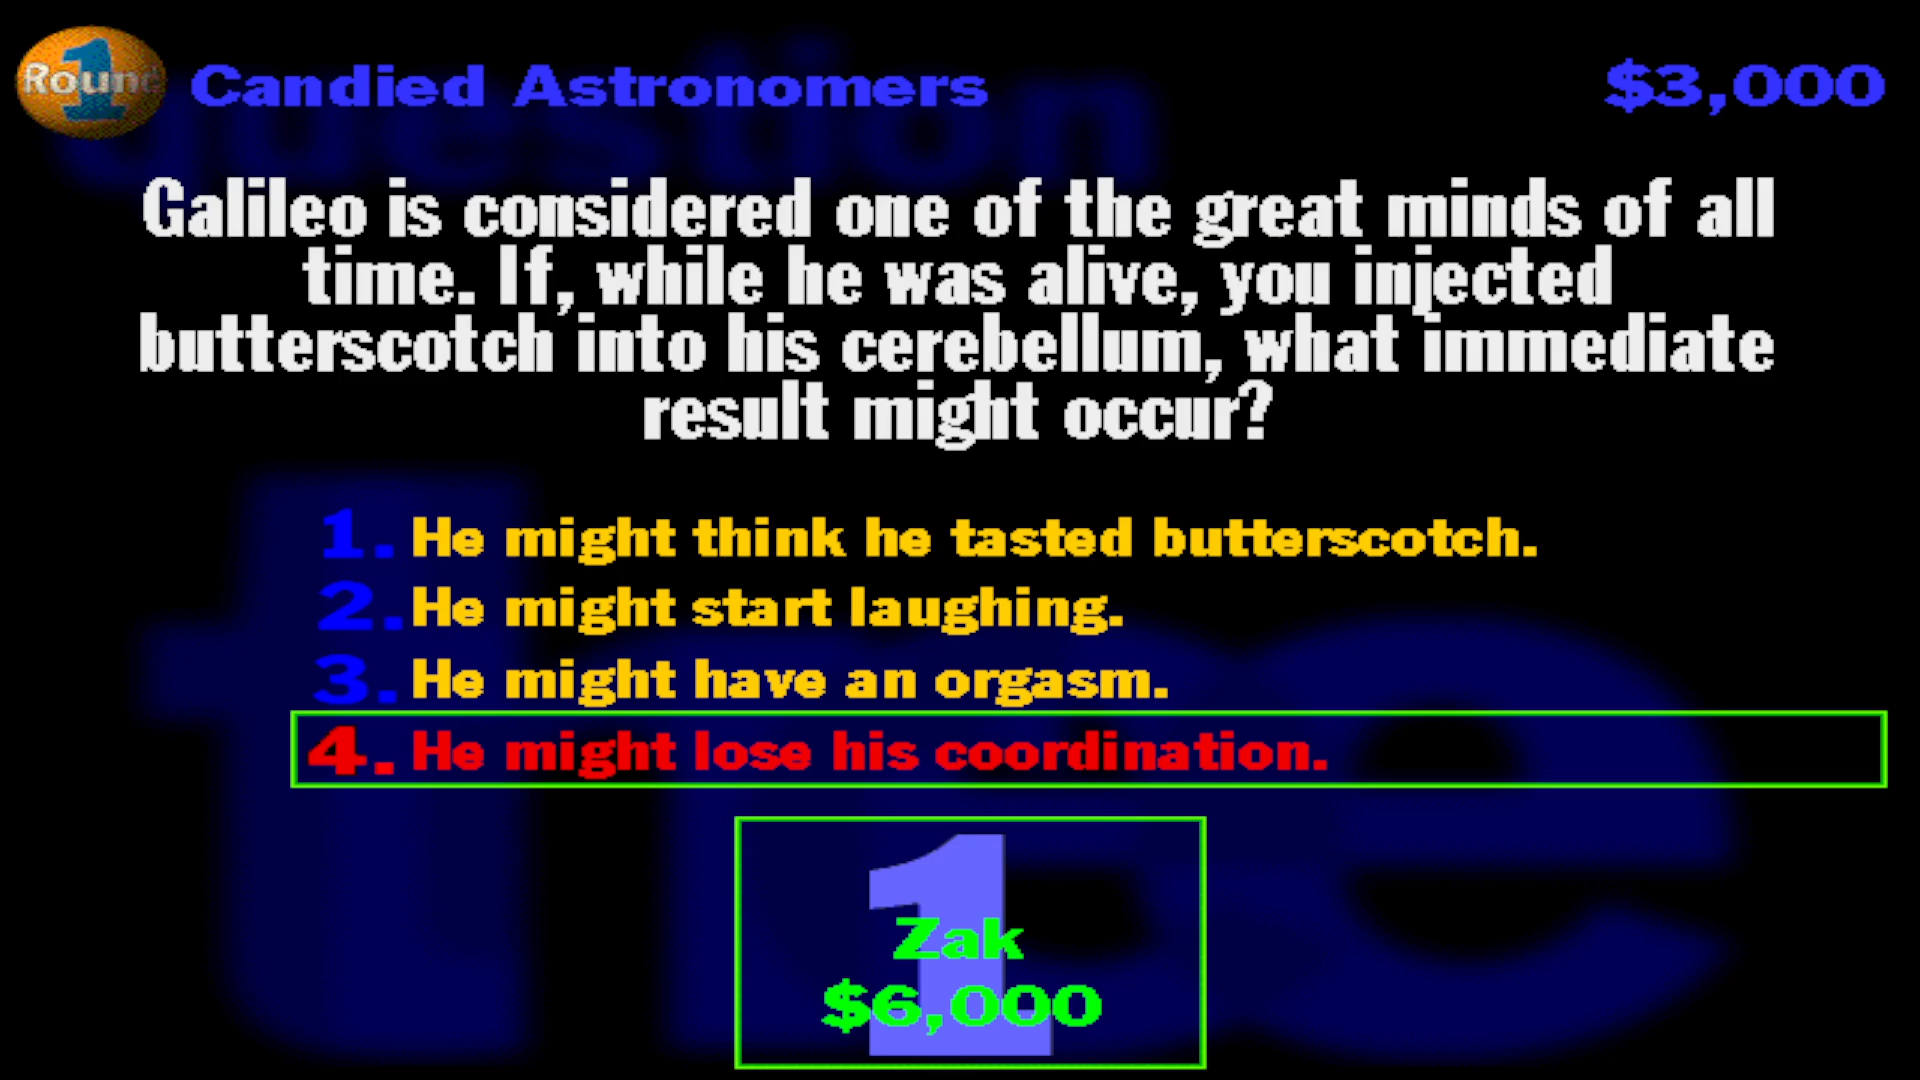 Round 1
Candied Astronomers
$3,000
question
Galileo is considered one of the great minds of all
time. If, while he was alive, you injected
butterscotch into his cerebellum, what immediate
result might occur?
1. He might think he tasted butterscotch.
2. He might start laughing.
3. He might have an orgasm.
4. He might lose his coordination.
1
Zak
$6,000